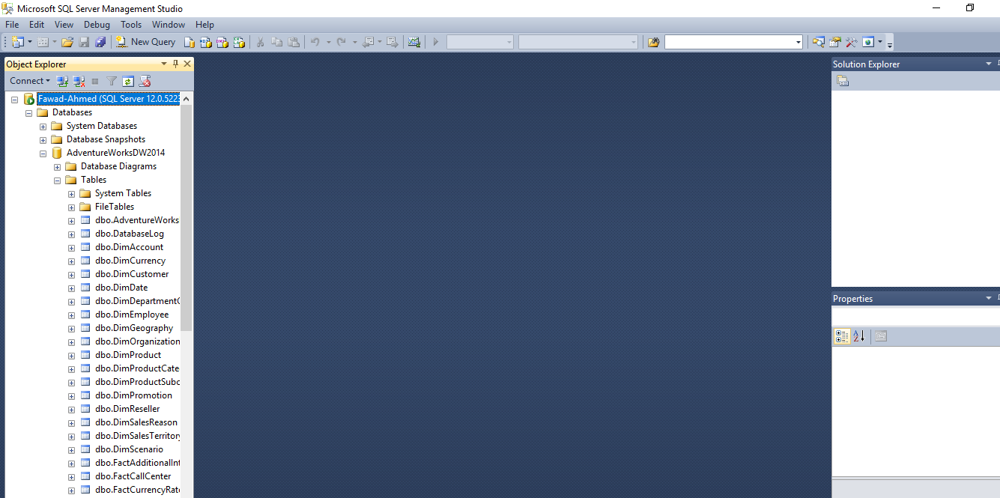 Microsoft SQL Server Management Studio
File Edit View Debug Tools Window Help
New Query
Object Explorer
Connect
Fawad-Ahmed (SQL Server 12.0.522
Databases
System Databases
Database Snapshots
AdventureWorksDW2014
Database Diagrams
Tables
System Tables
FileTables
dbo.AdventureWorks
dbo.DatabaseLog
dbo.DimAccount
dbo.DimCurrency
dbo.DimCustomer
dbo.DimDate
dbo.DimDepartmentG
dbo.DimEmployee
dbo.DimGeography
dbo.DimOrganization
dbo.DimProduct
dbo.DimProductCate
dbo.DimProductSubc
dbo.DimPromotion
dbo.DimReseller
dbo.DimSalesReason
dbo.DimSalesTerritory
dbo.DimScenario
dbo.FactAdditionalInt
dbo.FactCallCenter
dbo.FactCurrencyRate
Solution Explorer
Properties